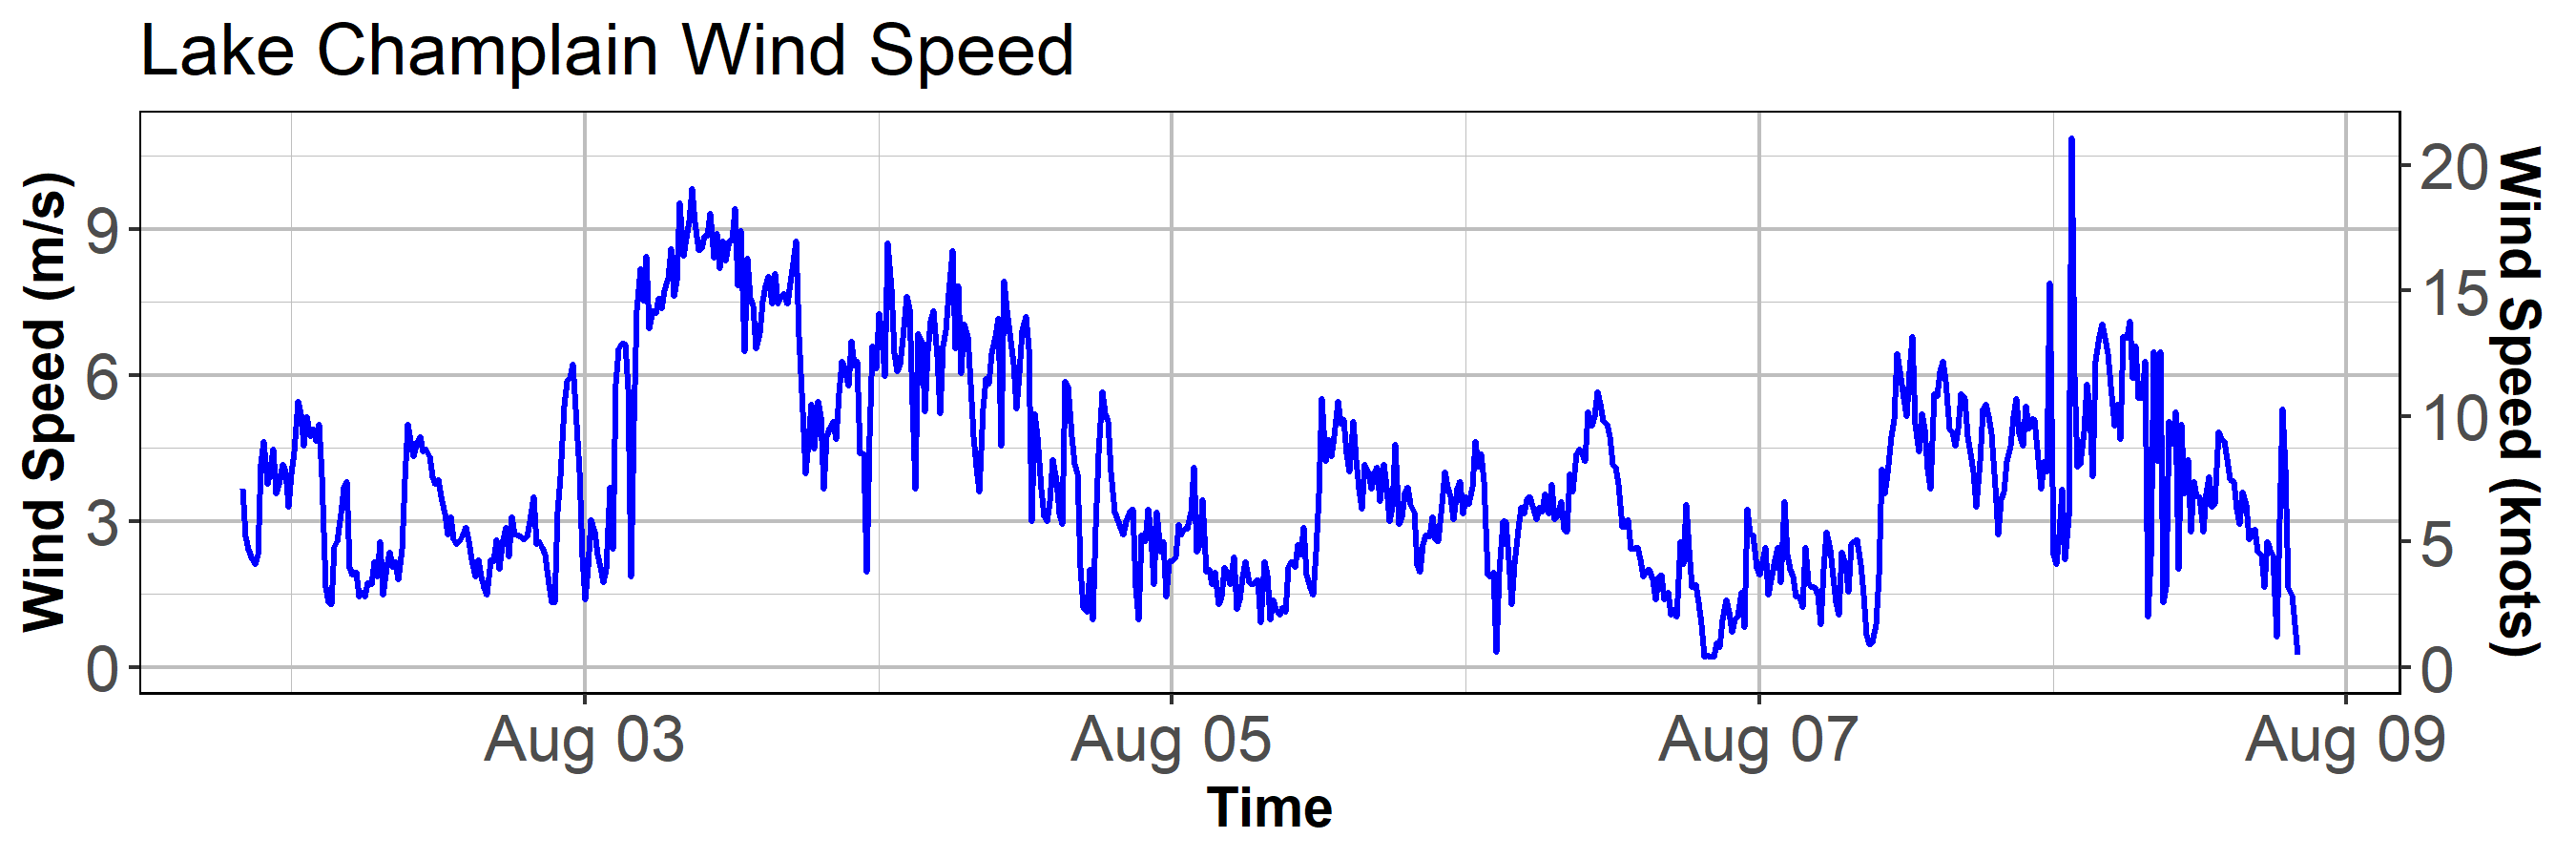 Lake Champlain Wind Speed
Wind Speed (m/s)
9
6
3
0
20
15
10
5
0
Wind Speed (knots)
Aug 03
Aug 05
Aug 07
Aug 09
Time